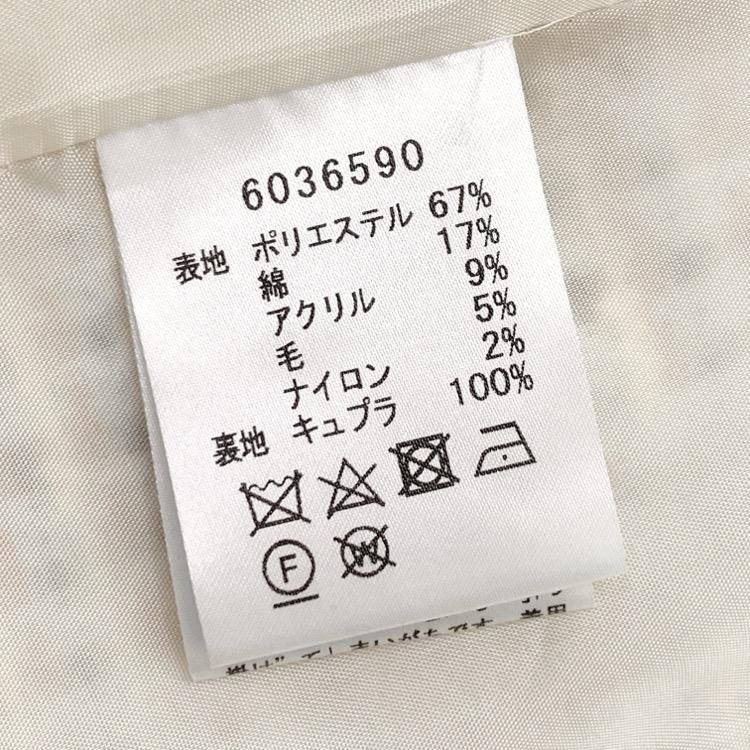 6036590
表地 ポリエステル 67%
綿 17%
アクリル 9%
毛 5%
ナイロン 2%
裏地 キュプラ 100%
F W